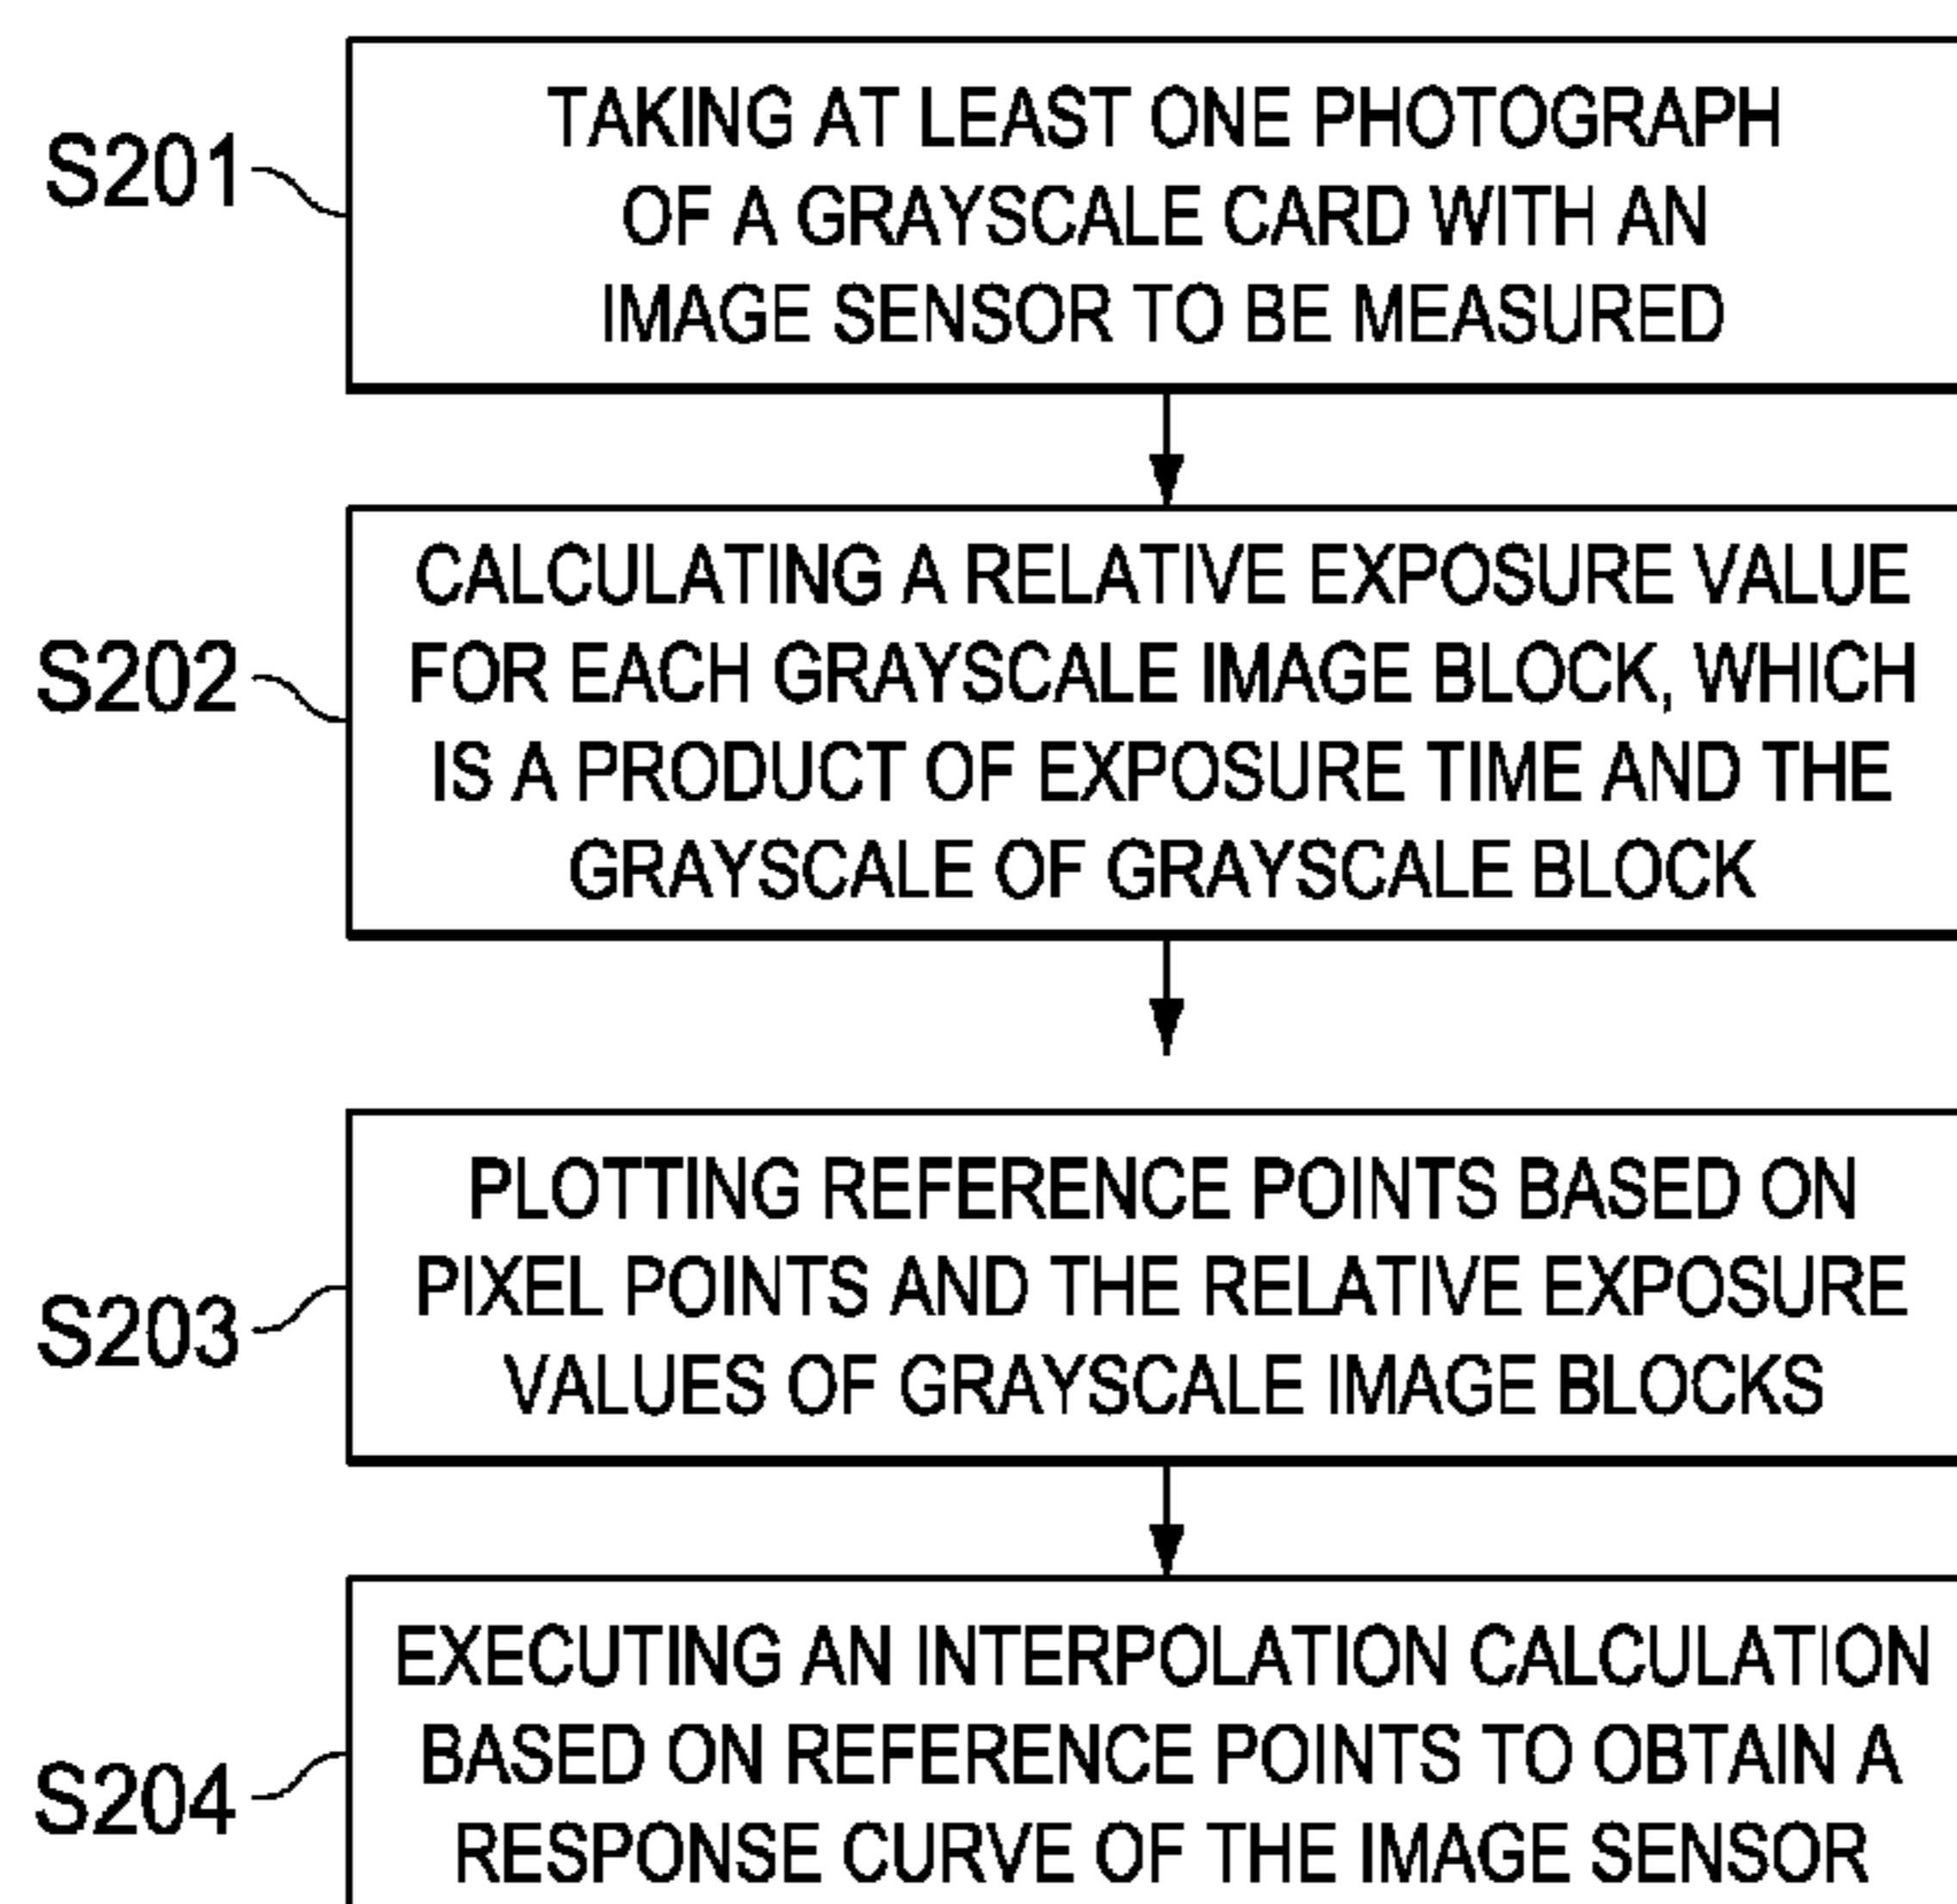 S201
TAKING AT LEAST ONE PHOTOGRAPH
OF A GRAYSCALE CARD WITH AN
IMAGE SENSOR TO BE MEASURED
S202
CALCULATING A RELATIVE EXPOSURE VALUE
FOR EACH GRAYSCALE IMAGE BLOCK, WHICH
IS A PRODUCT OF EXPOSURE TIME AND THE
GRAYSCALE OF GRAYSCALE BLOCK
S203
PLOTTING REFERENCE POINTS BASED ON
PIXEL POINTS AND THE RELATIVE EXPOSURE
VALUES OF GRAYSCALE IMAGE BLOCKS
S204
EXECUTING AN INTERPOLATION CALCULATION
BASED ON REFERENCE POINTS TO OBTAIN A
RESPONSE CURVE OF THE IMAGE SENSOR